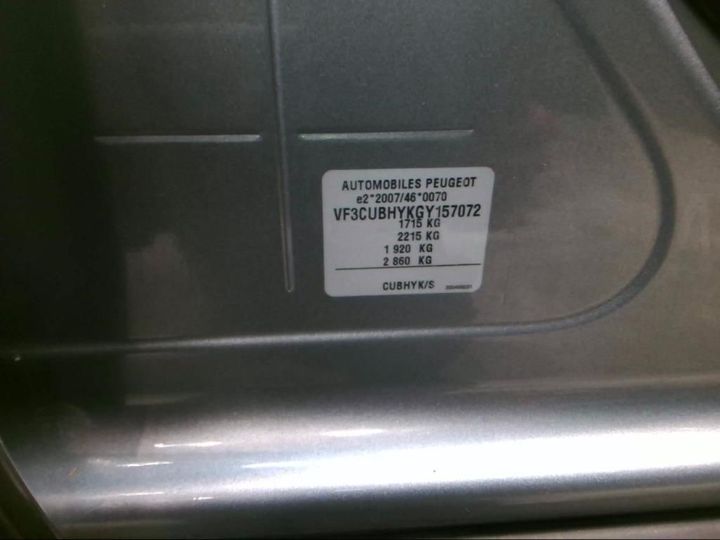 AUTOMOBILES PEUGEOT
e2*2007/46*0070
VF3CUBHYKGY157072
1715 KG
2215 KG
1 920 KG
2 860 KG
CUBHYK/S